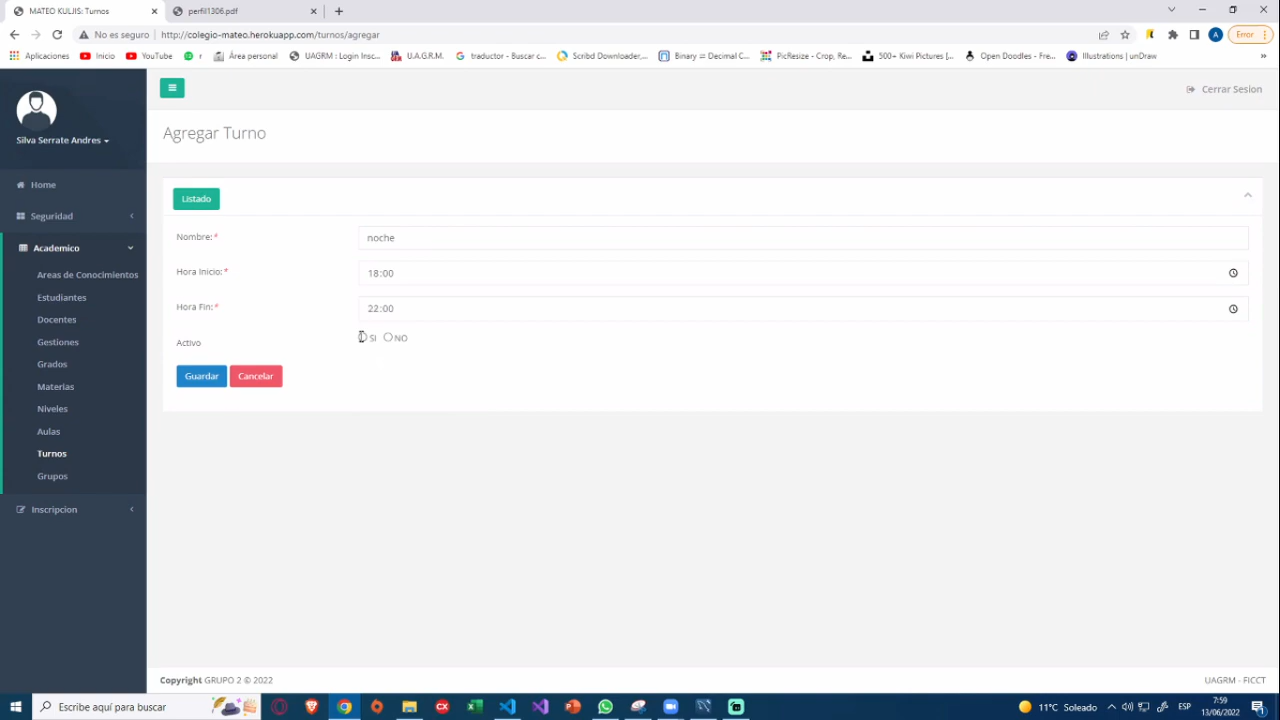 MATEO KULJIS: Turnos
perfil1306.pdf
No es seguro | http://colegio-mateo.herokuapp.com/turnos/agregar
Error
Aplicaciones Inicio YouTube r Área personal UAGRM : Login Insc... U.A.G.R.M. traductor - Buscar c... Scribd Downloader,... Binary ⇄ Decimal C... PicResize - Crop, Re... 500+ Kiwi Pictures [... Open Doodles - Fre... Illustrations | unDraw »
Silva Serrate Andres
Cerrar Sesion
Agregar Turno
Home
Seguridad
Academico
Areas de Conocimientos
Estudiantes
Docentes
Gestiones
Grados
Materias
Niveles
Aulas
Turnos
Grupos
Inscripcion
Listado
Nombre:* noche
Hora Inicio:* 18:00
Hora Fin:* 22:00
Activo SI NO
Guardar Cancelar
Copyright GRUPO 2 © 2022
UAGRM - FICCT
Escribe aquí para buscar
11°C Soleado
ESP
7:59
13/06/2022